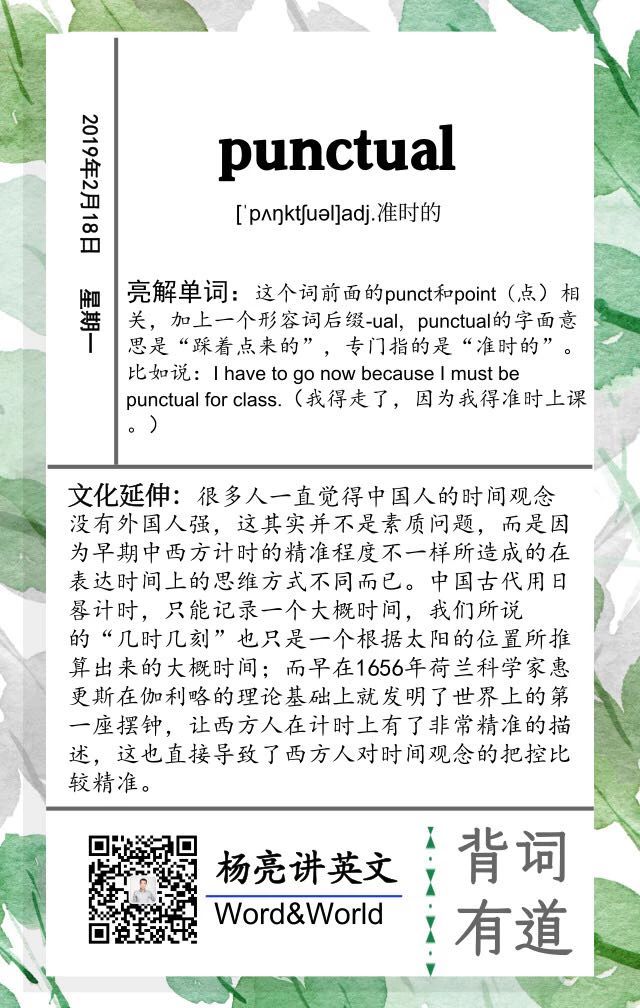 2019年2月18日 星期一
punctual
[ˈpʌŋktʃuəl]adj.准时的
亮解单词：这个词前面的punct和point（点）相
关，加上一个形容词后缀-ual，punctual的字面意
思是“踩着点来的”，专门指的是“准时的”。
比如说：I have to go now because I must be
punctual for class.（我得走了，因为我得准时上课
。）
文化延伸：很多人一直觉得中国人的时间观念
没有外国人强，这其实并不是素质问题，而是因
为早期中西方计时的精准程度不一样所造成的在
表达时间上的思维方式不同而已。中国古代用日
晷计时，只能记录一个大概时间，我们所说
的“几时几刻”也只是一个根据太阳的位置所推
算出来的大概时间；而早在1656年荷兰科学家惠
更斯在伽利略的理论基础上就发明了世界上的第
一座摆钟，让西方人在计时上有了非常精准的描
述，这也直接导致了西方人对时间观念的把控比
较精准。
杨亮讲英文
Word&World
背词
有道